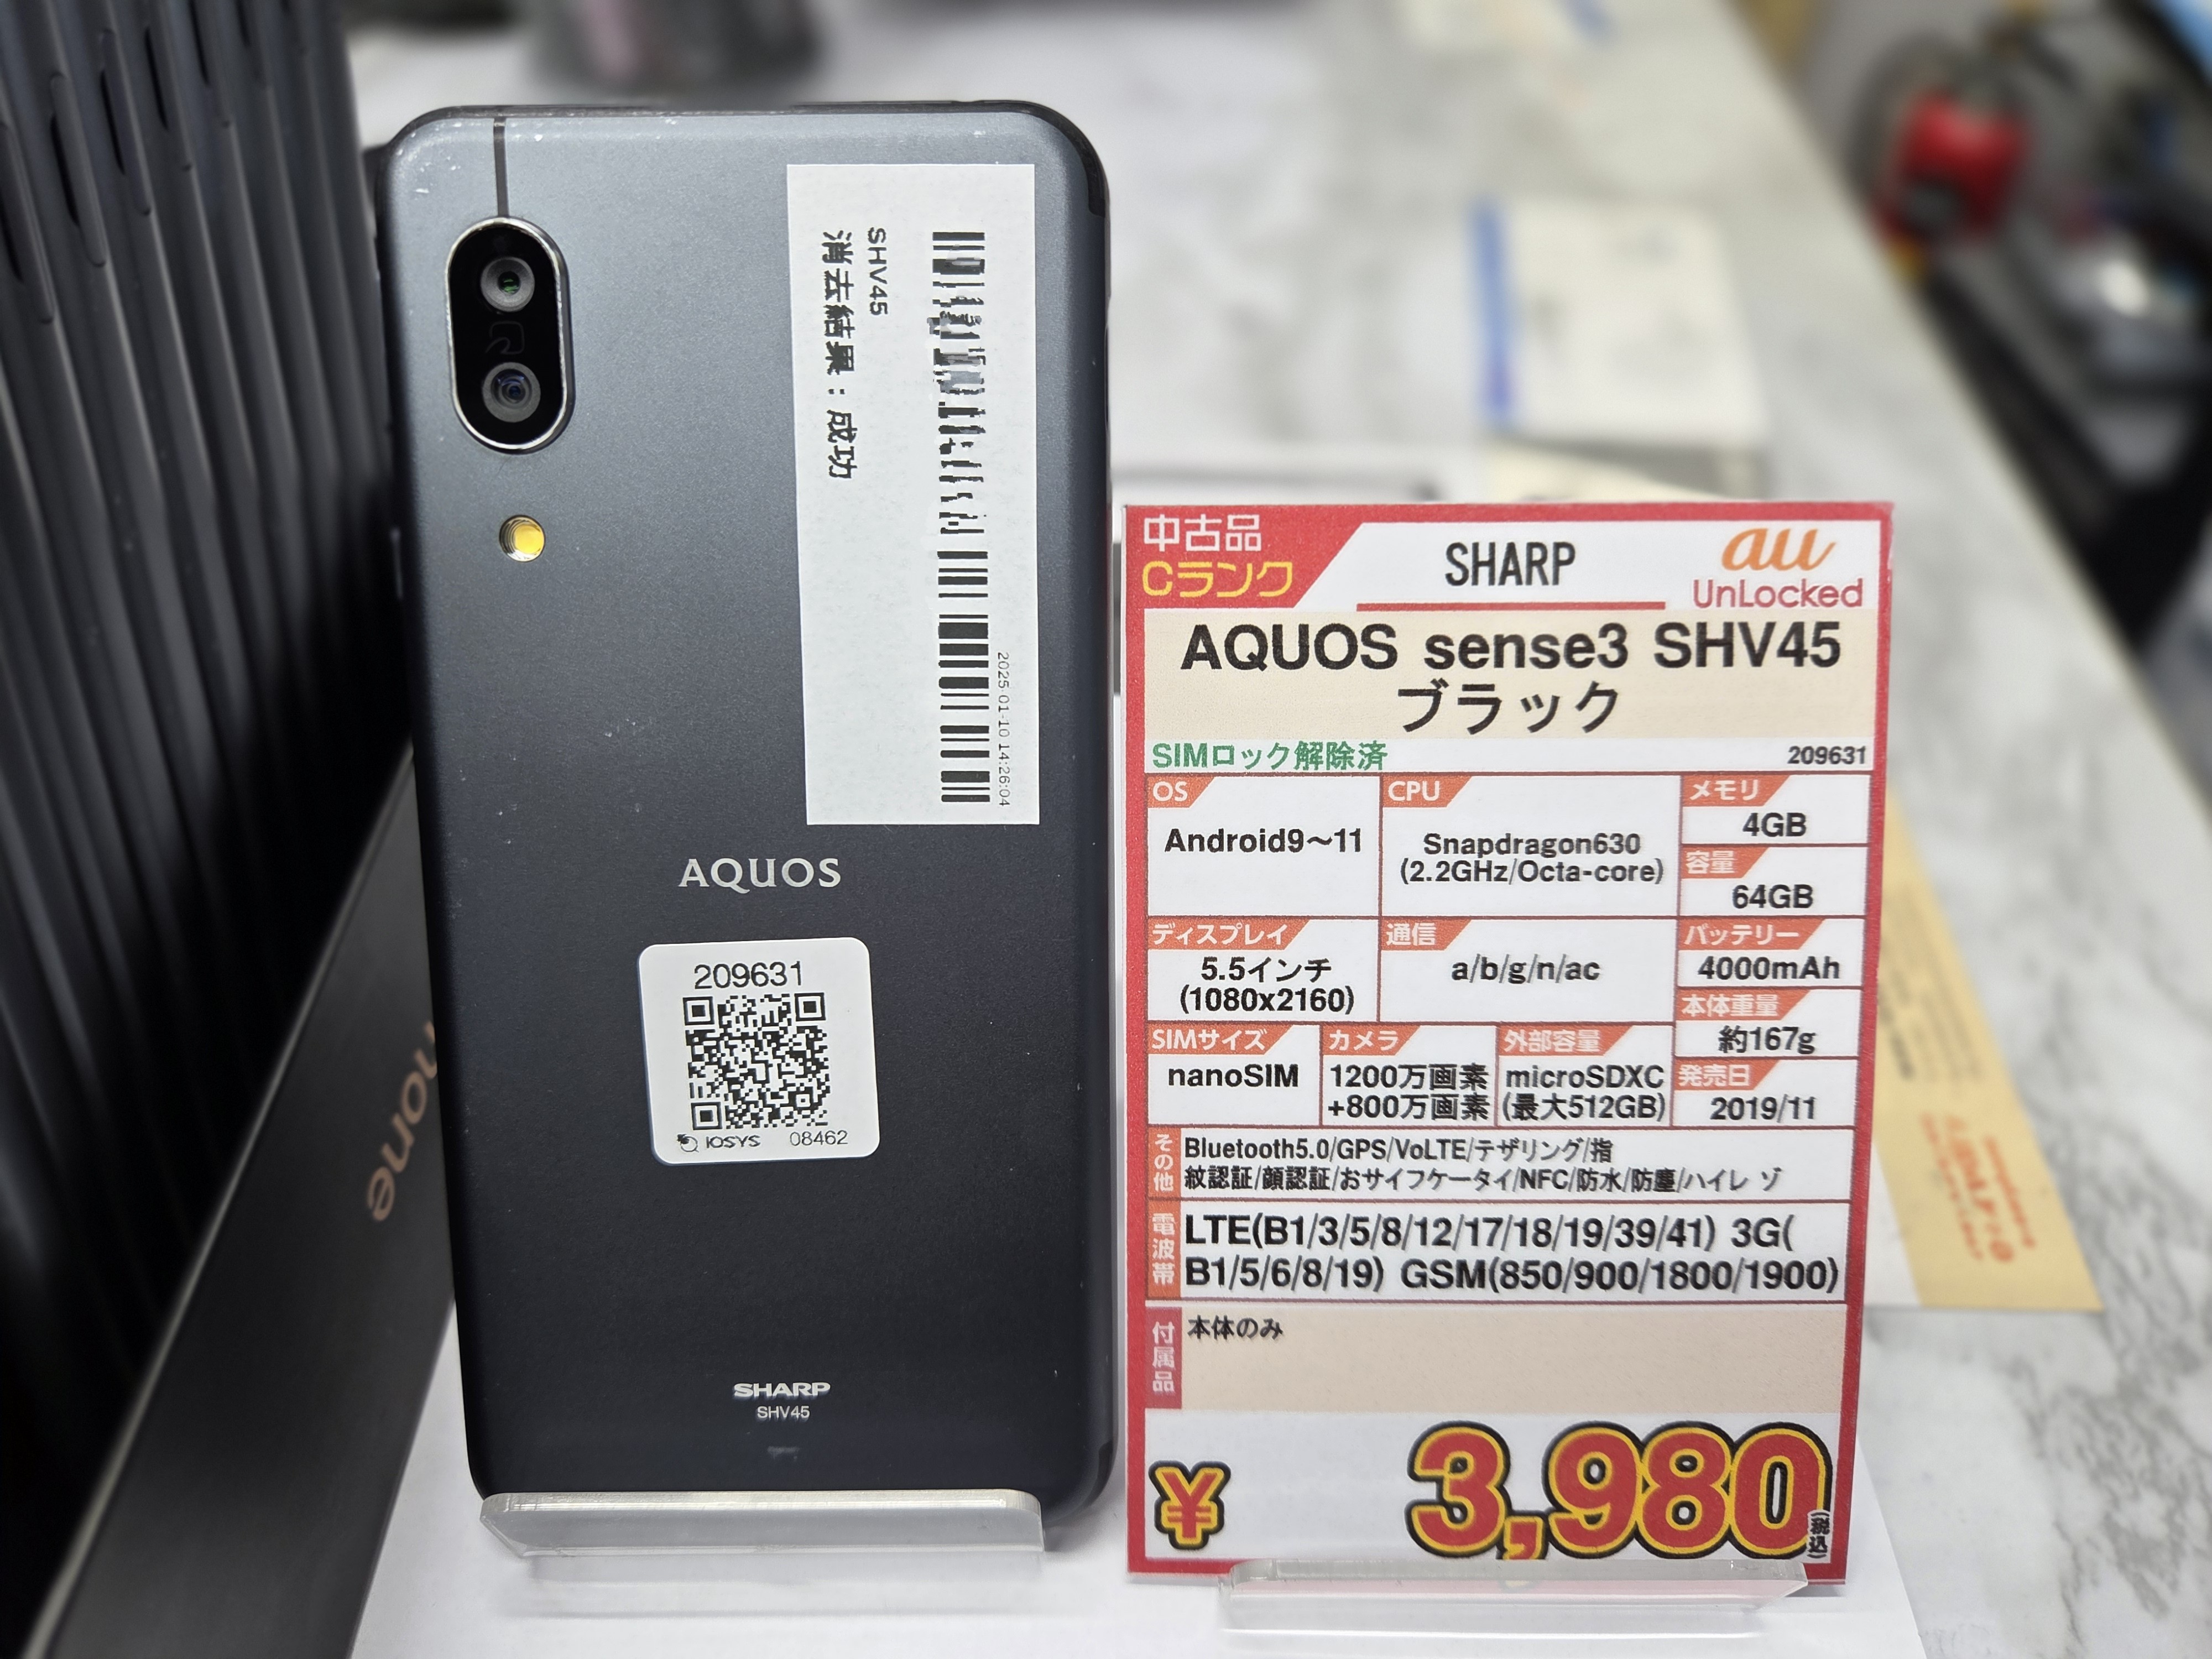 SHV45
消去結果：成功
2025-01-10 14:26:04
AQUOS
209631
iosys 08462
SHARP
SHV45
中古品
Cランク
SHARP
au
UnLocked
AQUOS sense3 SHV45
ブラック
SIMロック解除済
209631
OS
Android9～11
CPU
Snapdragon630
(2.2GHz/Octa-core)
メモリ
4GB
容量
64GB
ディスプレイ
5.5インチ
(1080x2160)
通信
a/b/g/n/ac
バッテリー
4000mAh
本体重量
約167g
SIMサイズ
nanoSIM
カメラ
1200万画素
+800万画素
外部容量
microSDXC
(最大512GB)
発売日
2019/11
その他
Bluetooth5.0/GPS/VoLTE/テザリング/指
紋認証/顔認証/おサイフケータイ/NFC/防水/防塵/ハイレゾ
電波帯
LTE(B1/3/5/8/12/17/18/19/39/41) 3G(
B1/5/6/8/19) GSM(850/900/1800/1900)
付属品
本体のみ
¥3,980
(税込)